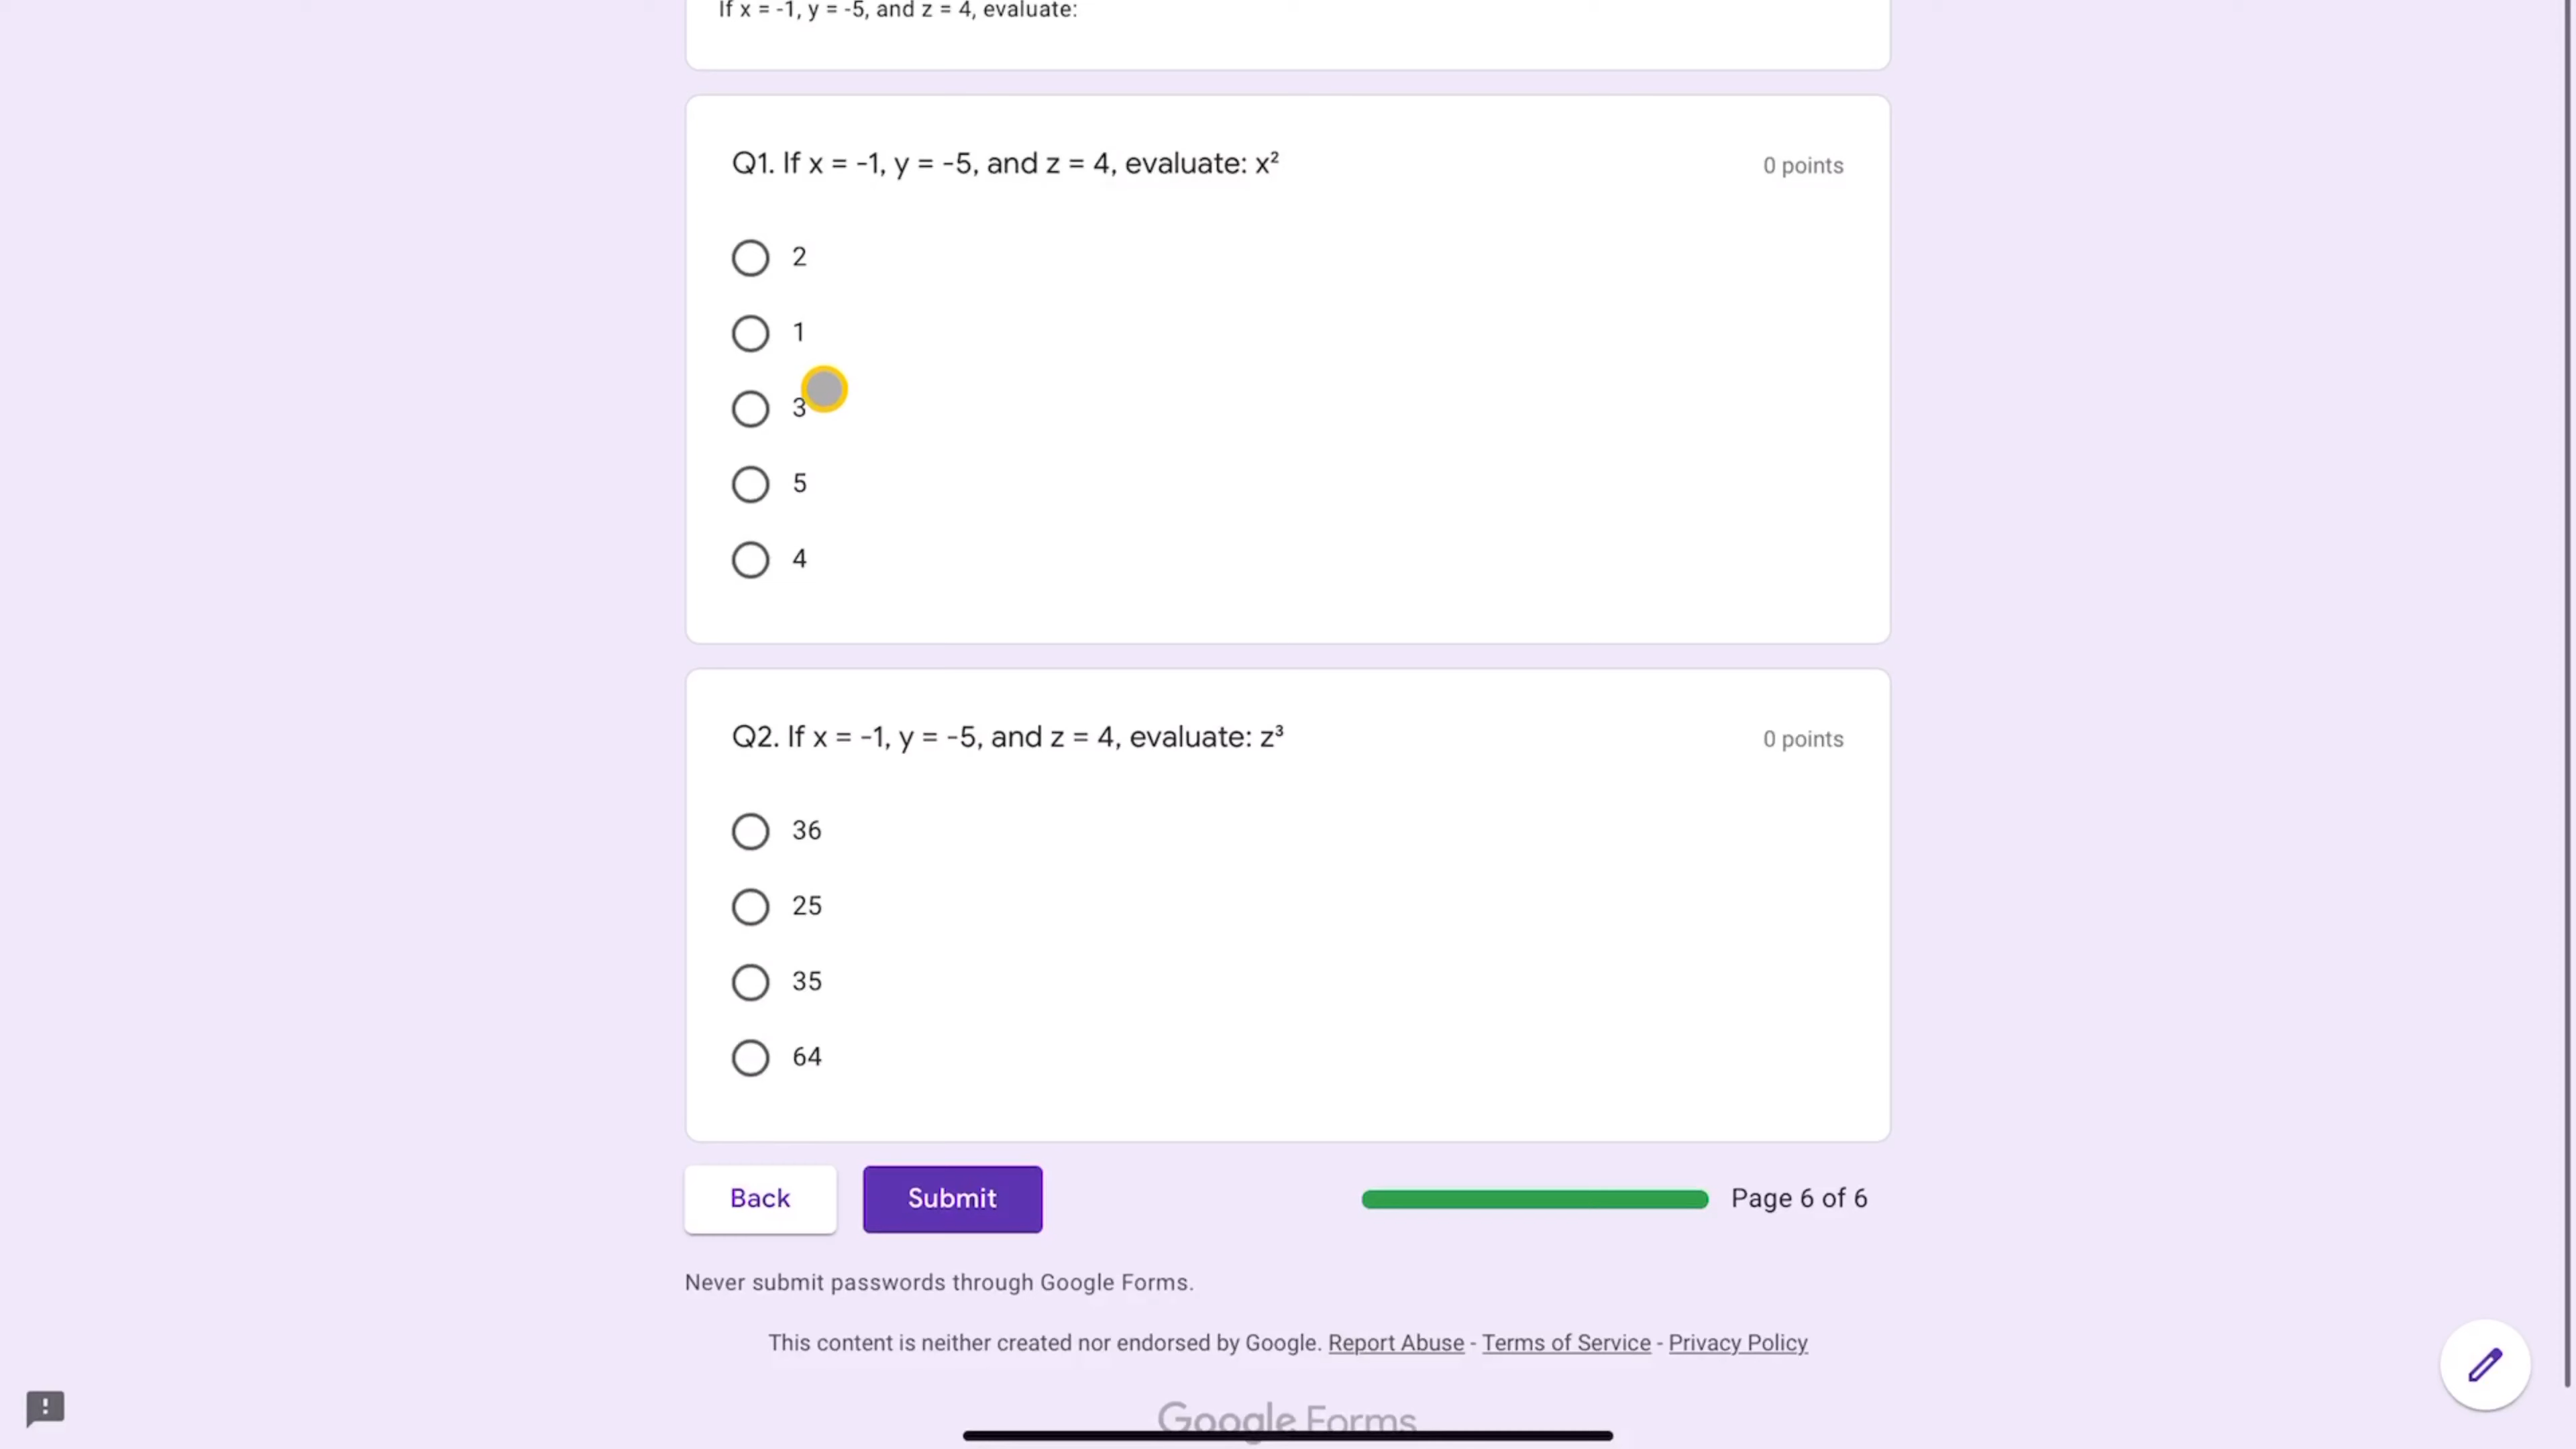 If x = -1, y = -5, and z = 4, evaluate:
Q1. If x = -1, y = -5, and z = 4, evaluate: x²
0 points
2
1
3
5
4
Q2. If x = -1, y = -5, and z = 4, evaluate: z³
0 points
36
25
35
64
Back
Submit
Page 6 of 6
Never submit passwords through Google Forms.
This content is neither created nor endorsed by Google. Report Abuse - Terms of Service - Privacy Policy
Google Forms